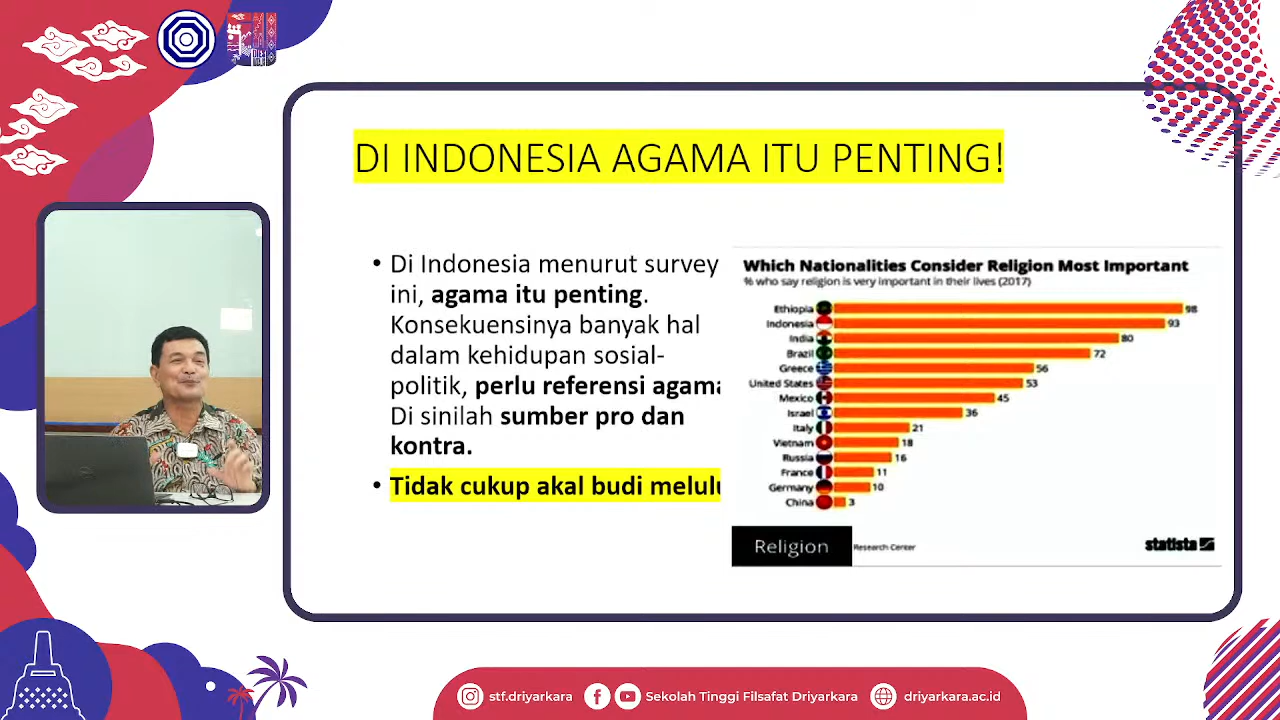 DI INDONESIA AGAMA ITU PENTING!
• Di Indonesia menurut survey
ini, agama itu penting.
Konsekuensinya banyak hal
dalam kehidupan sosial-
politik, perlu referensi agama
Di sinilah sumber pro dan
kontra.
• Tidak cukup akal budi melulu
Which Nationalities Consider Religion Most Important
% who say religion is very important in their lives (2017)
Ethiopia 98
Indonesia 93
India 80
Brazil 72
Greece 56
United States 53
Mexico 45
Israel 36
Italy 21
Vietnam 18
Russia 16
France 11
Germany 10
China 3
Religion
Research Center
statista
stf.driyarkara
Sekolah Tinggi Filsafat Driyarkara
driyarkara.ac.id